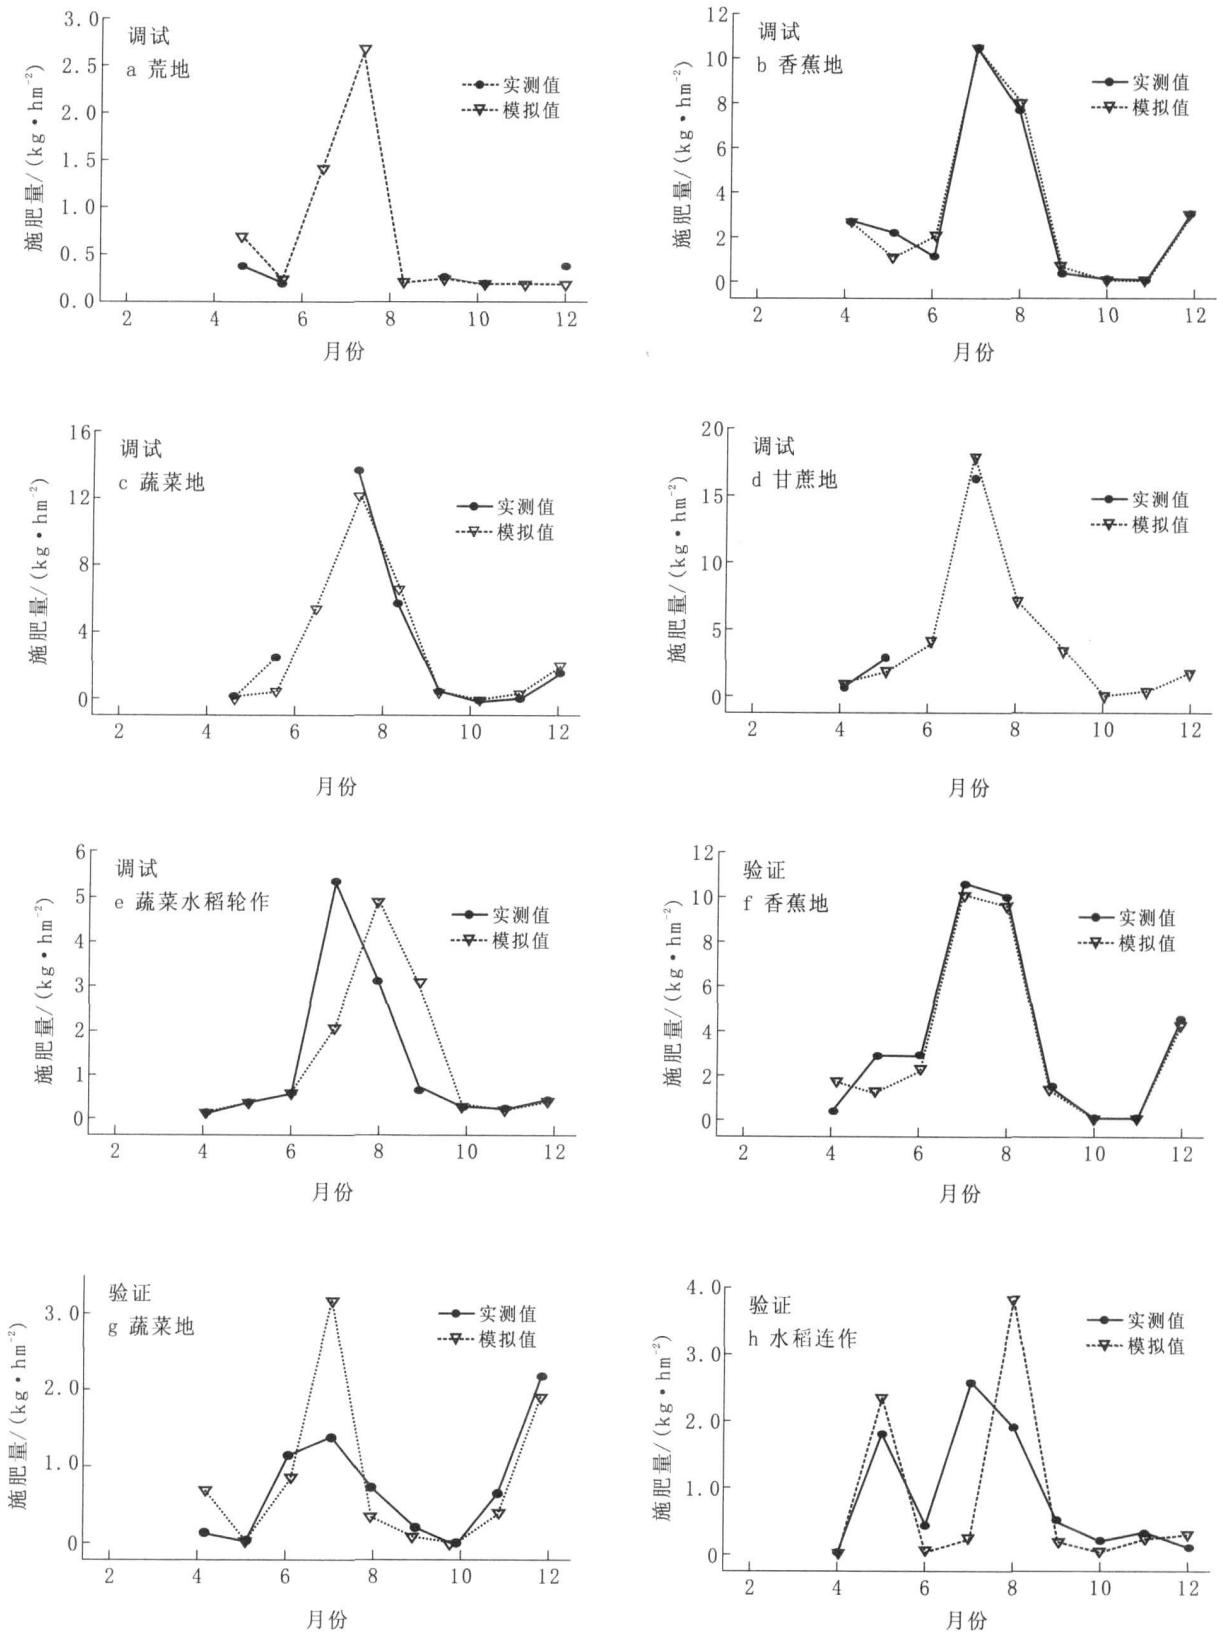 调试
a 荒地
实测值
模拟值
施肥量/(kg·hm⁻²)
3.0
2.5
2.0
1.5
1.0
0.5
0.0
2 4 6 8 10 12
月份
调试
b 香蕉地
实测值
模拟值
施肥量/(kg·hm⁻²)
12
10
8
6
4
2
0
2 4 6 8 10 12
月份
调试
c 蔬菜地
实测值
模拟值
施肥量/(kg·hm⁻²)
16
12
8
4
0
2 4 6 8 10 12
月份
调试
d 甘蔗地
实测值
模拟值
施肥量/(kg·hm⁻²)
20
15
10
5
0
2 4 6 8 10 12
月份
调试
e 蔬菜水稻轮作
实测值
模拟值
施肥量/(kg·hm⁻²)
6
5
4
3
2
1
0
2 4 6 8 10 12
月份
验证
f 香蕉地
实测值
模拟值
施肥量/(kg·hm⁻²)
12
10
8
6
4
2
0
2 4 6 8 10 12
月份
验证
g 蔬菜地
实测值
模拟值
施肥量/(kg·hm⁻²)
3.0
2.0
1.0
0
2 4 6 8 10 12
月份
验证
h 水稻连作
实测值
模拟值
施肥量/(kg·hm⁻²)
4.0
3.0
2.0
1.0
0
2 4 6 8 10 12
月份